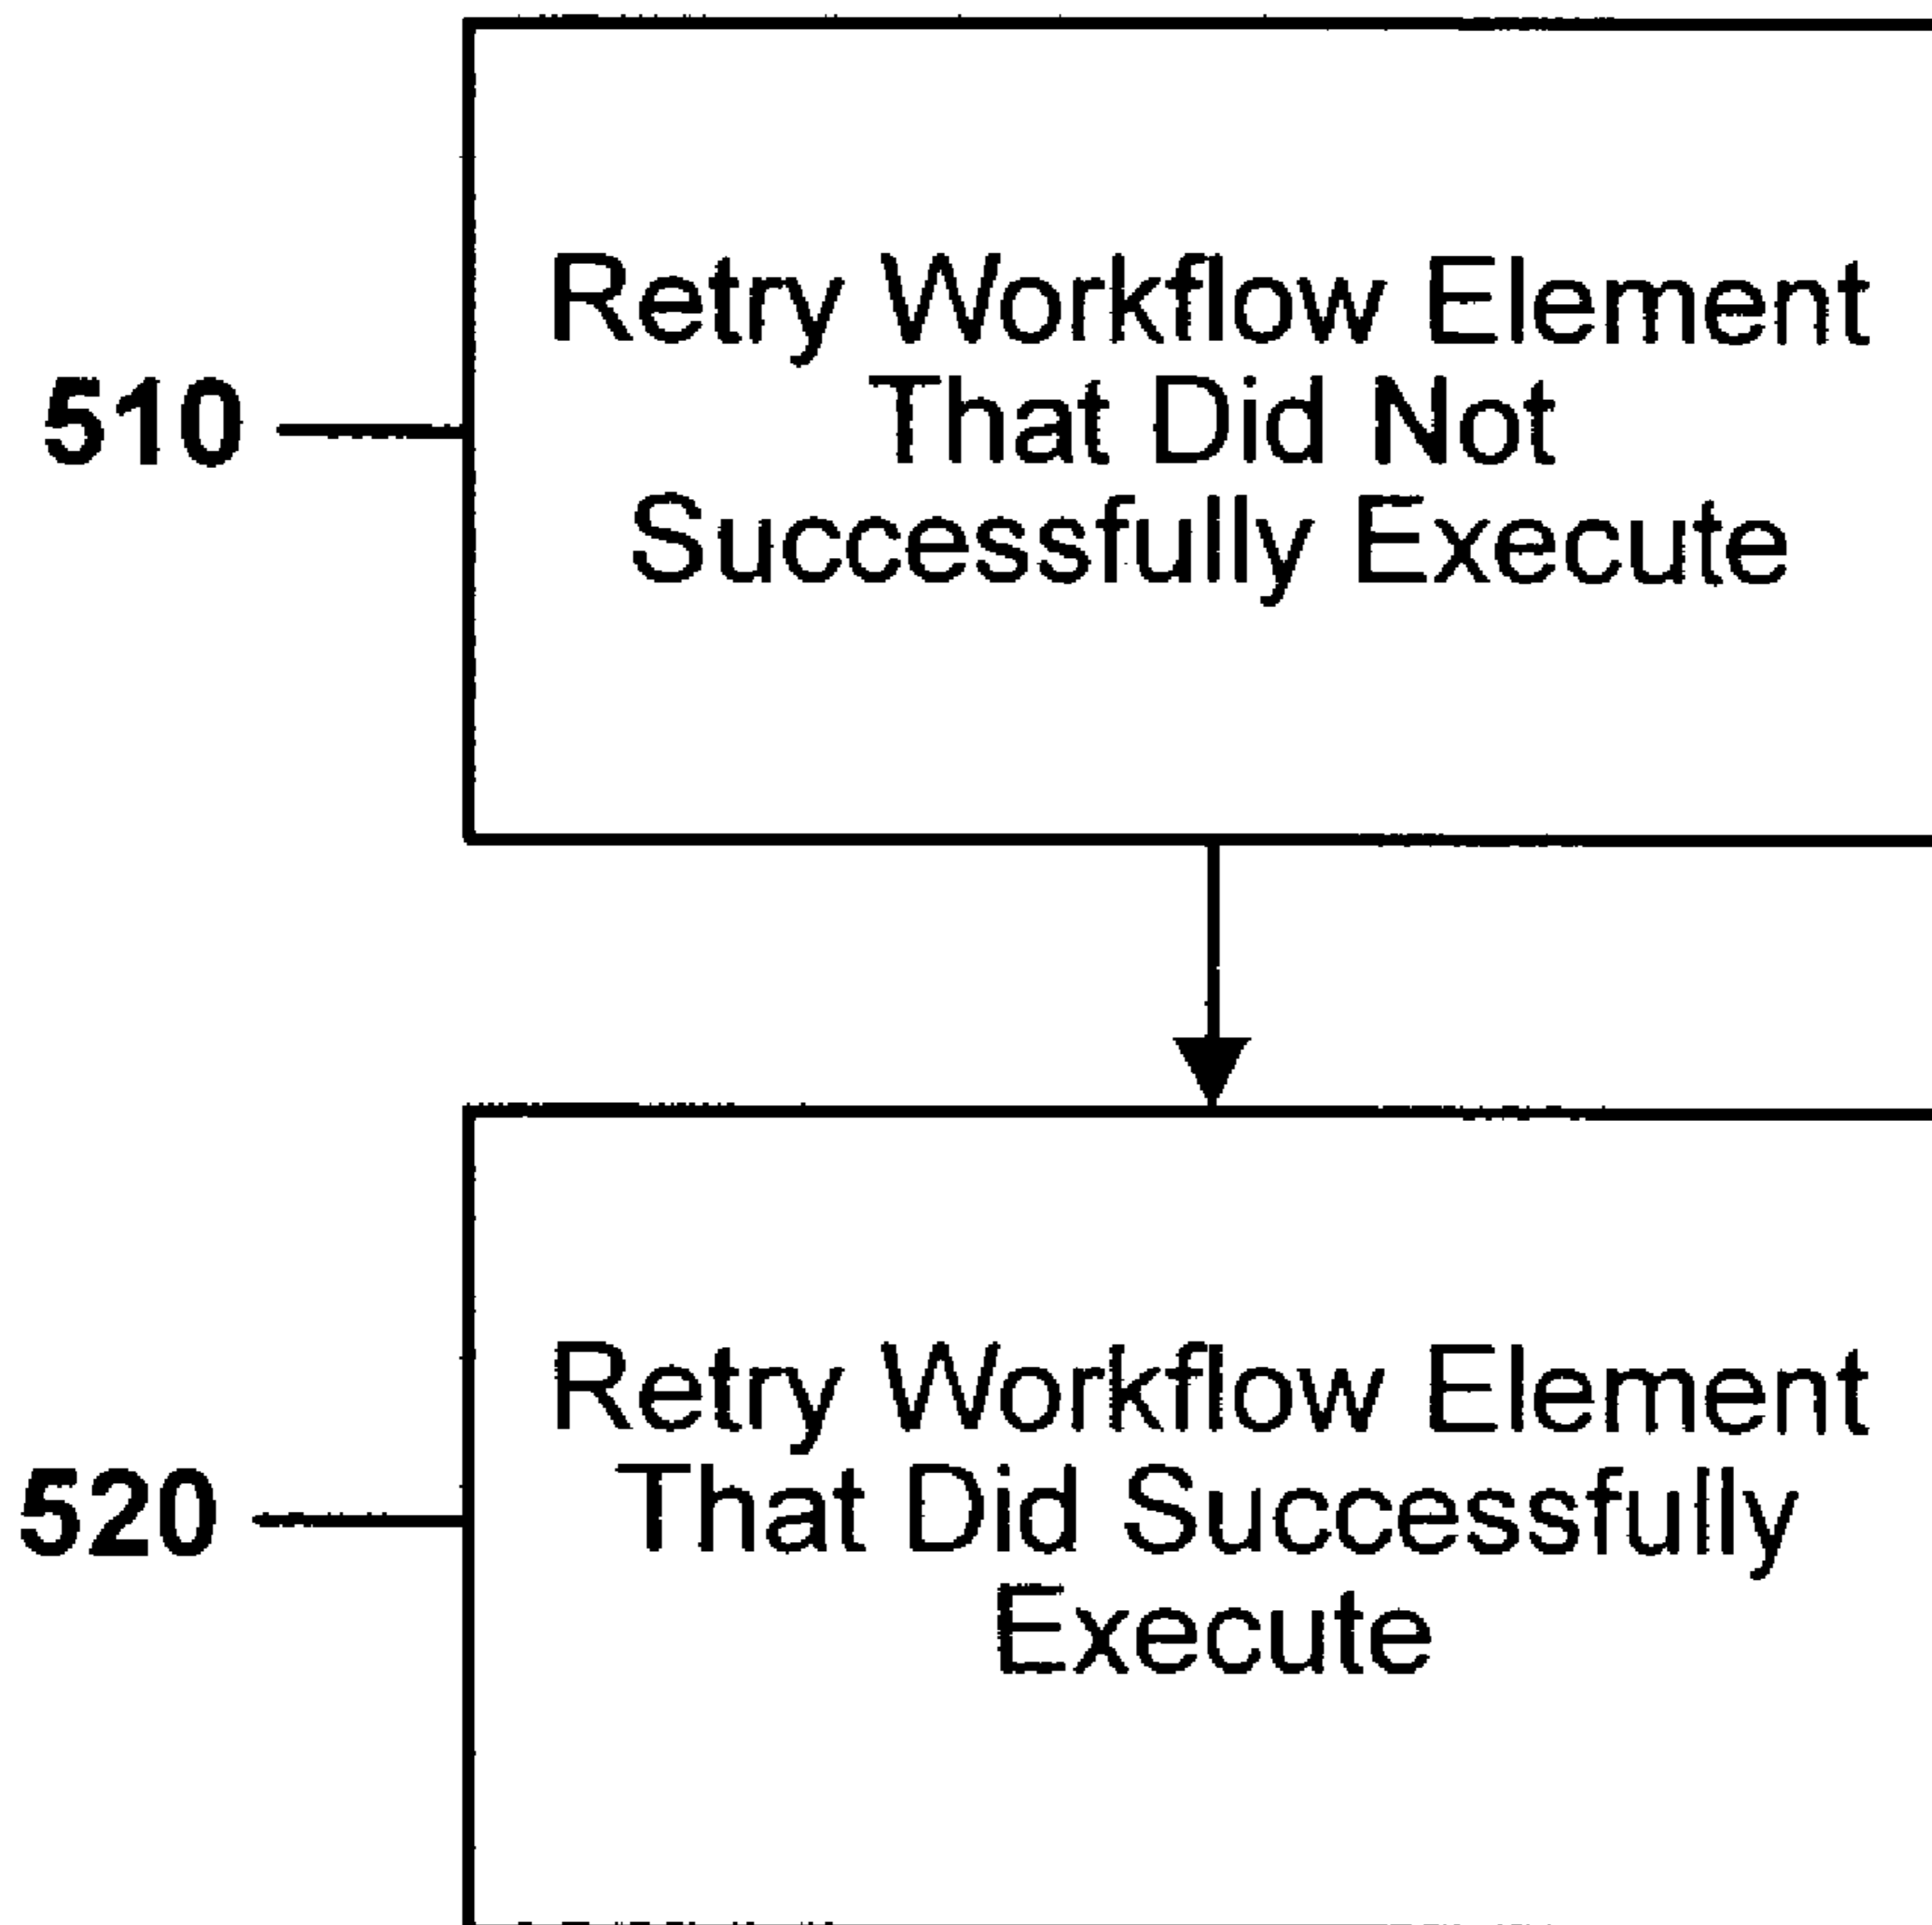 Retry Workflow Element
That Did Not
510
Successfully Execute
Retry Workflow Element
That Did Successfully
520
Execute